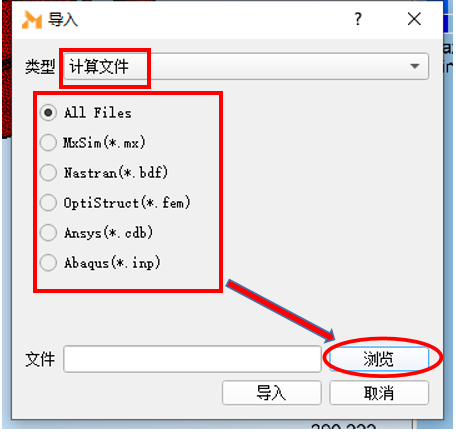 导入
类型 计算文件
All Files
MxSim(*.mx)
Nastran(*.bdf)
OptiStruct(*.fem)
Ansys(*.cdb)
Abaqus(*.inp)
文件 浏览
导入 取消